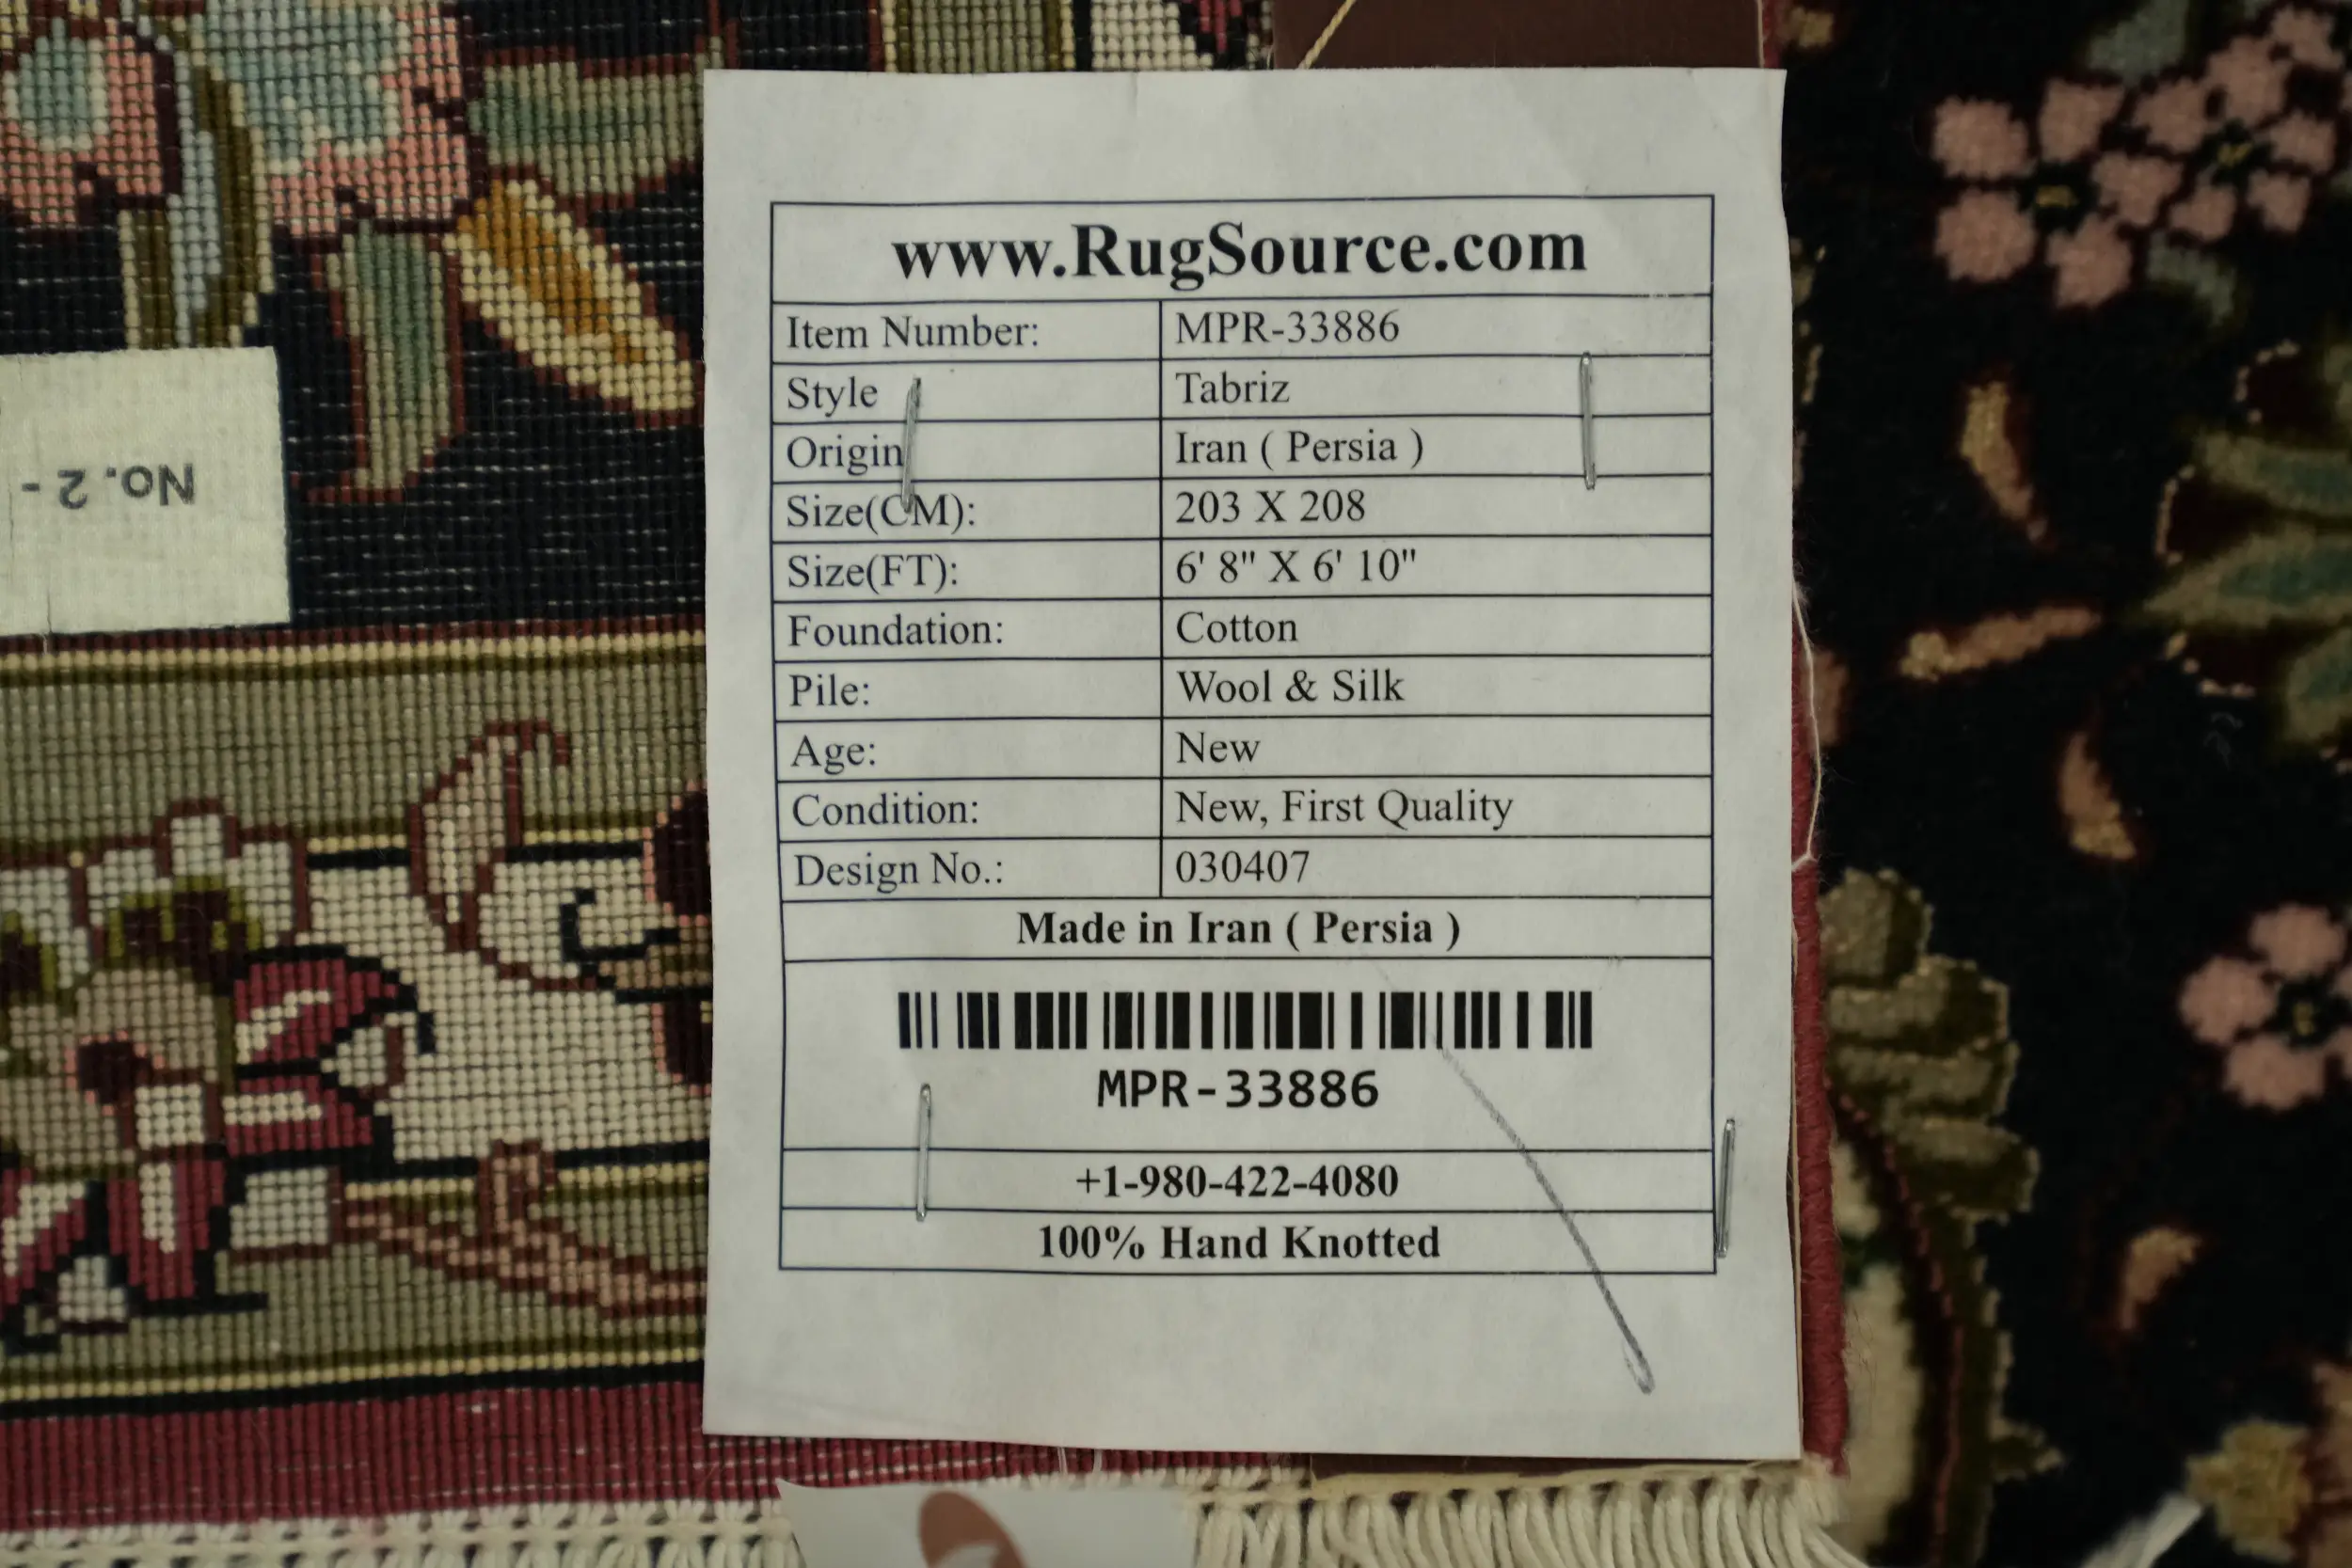 www.RugSource.com
Item Number: MPR-33886
Style Tabriz
Origin Iran ( Persia )
Size(CM): 203 X 208
Size(FT): 6' 8" X 6' 10"
Foundation: Cotton
Pile: Wool & Silk
Age: New
Condition: New, First Quality
Design No.: 030407
Made in Iran ( Persia )
MPR-33886
+1-980-422-4080
100% Hand Knotted
No. 2 -